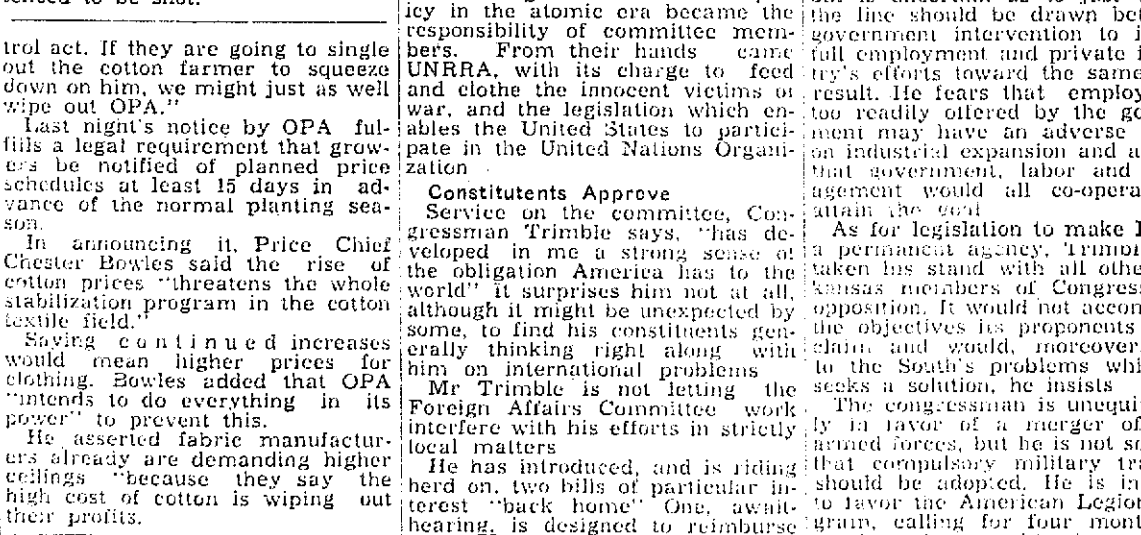 trol act. If they are going to single
out the cotton farmer to squeeze
down on him, we might just as well
wipe out OPA."
Last night's notice by OPA ful-
fills a legal requirement that grow-
ers be notified of planned price
schedules at least 15 days in ad-
vance of the normal planting sea-
son.
In announcing it, Price Chief
Chester Bowles said the rise of
cotton prices "threatens the whole
stabilization program in the cotton
textile field."
Saying continued increases
would mean higher prices for
clothing. Bowles added that OPA
"intends to do everything in its
power" to prevent this.
He asserted fabric manufactur-
ers already are demanding higher
ceilings "because they say the
high cost of cotton is wiping out
their profits.
icy in the atomic era became the
responsibility of committee mem-
bers. From their hands came
UNRRA, with its charge to feed
and clothe the innocent victims of
war, and the legislation which en-
ables the United States to partici-
pate in the United Nations Organi-
zation
Constitutents Approve
Service on the committee, Con-
gressman Trimble says, "has de-
veloped in me a strong sense of
the obligation America has to the
world" it surprises him not at all,
although it might be unexpected by
some, to find his constituents gen-
erally thinking right along with
him on international problems
Mr Trimble is not letting the
Foreign Affairs Committee work
interfere with his efforts in strictly
local matters
He has introduced, and is riding
herd on, two bills of particular in-
terest "back home" One, await-
hearing, is designed to reimburse
the line should be drawn bet
government intervention to i
full employment and private i
try's efforts toward the same
result. He fears that employ
too readily offered by the go
ment may have an adverse
on industrial expansion and a
that government, labor and
agement would all co-opera
attain the goal
As for legislation to make
a permanent agency, Trimbl
taken his stand with all othe
kansas members of Congress
opposition. It would not accom
the objectives its proponents
claim and would, moreover,
to the South's problems whi
seeks a solution, he insists
The congressman is unequi
ly in favor of a merger of
armed forces, but he is not so
that compulsory military tr
should be adopted. He is in
to favor the American Legion
gram, calling for four mont